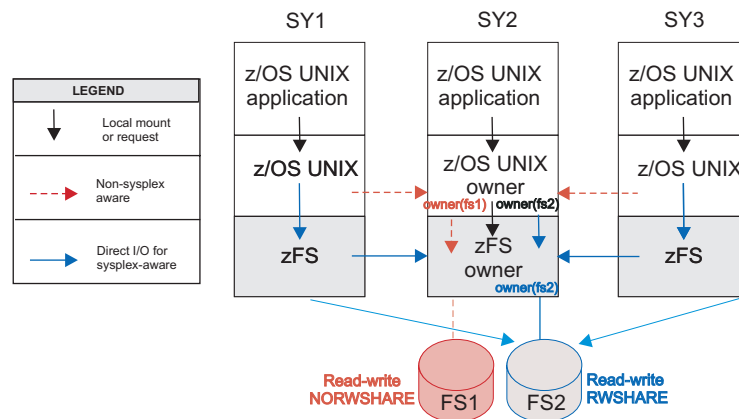 SY1
SY2
SY3
z/OS UNIX
application
z/OS UNIX
application
z/OS UNIX
application
LEGEND
Local mount
or request
Non-sysplex
aware
Direct I/O for
sysplex-aware
z/OS UNIX
z/OS UNIX
owner
owner(fs1)
owner(fs2)
z/OS UNIX
zFS
zFS
owner
owner(fs2)
zFS
Read-write
NORWSHARE
FS1
FS2
Read-write
RWSHARE